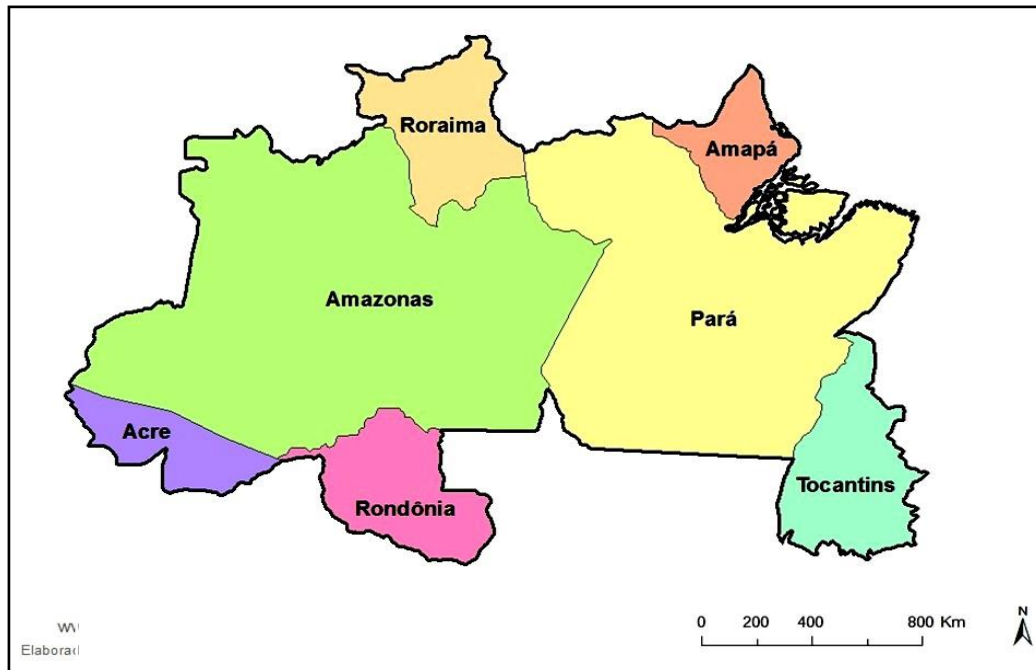 Roraima
Amapá
Amazonas
Pará
Acre
Tocantins
Rondônia
N
0 200 400 800 Km